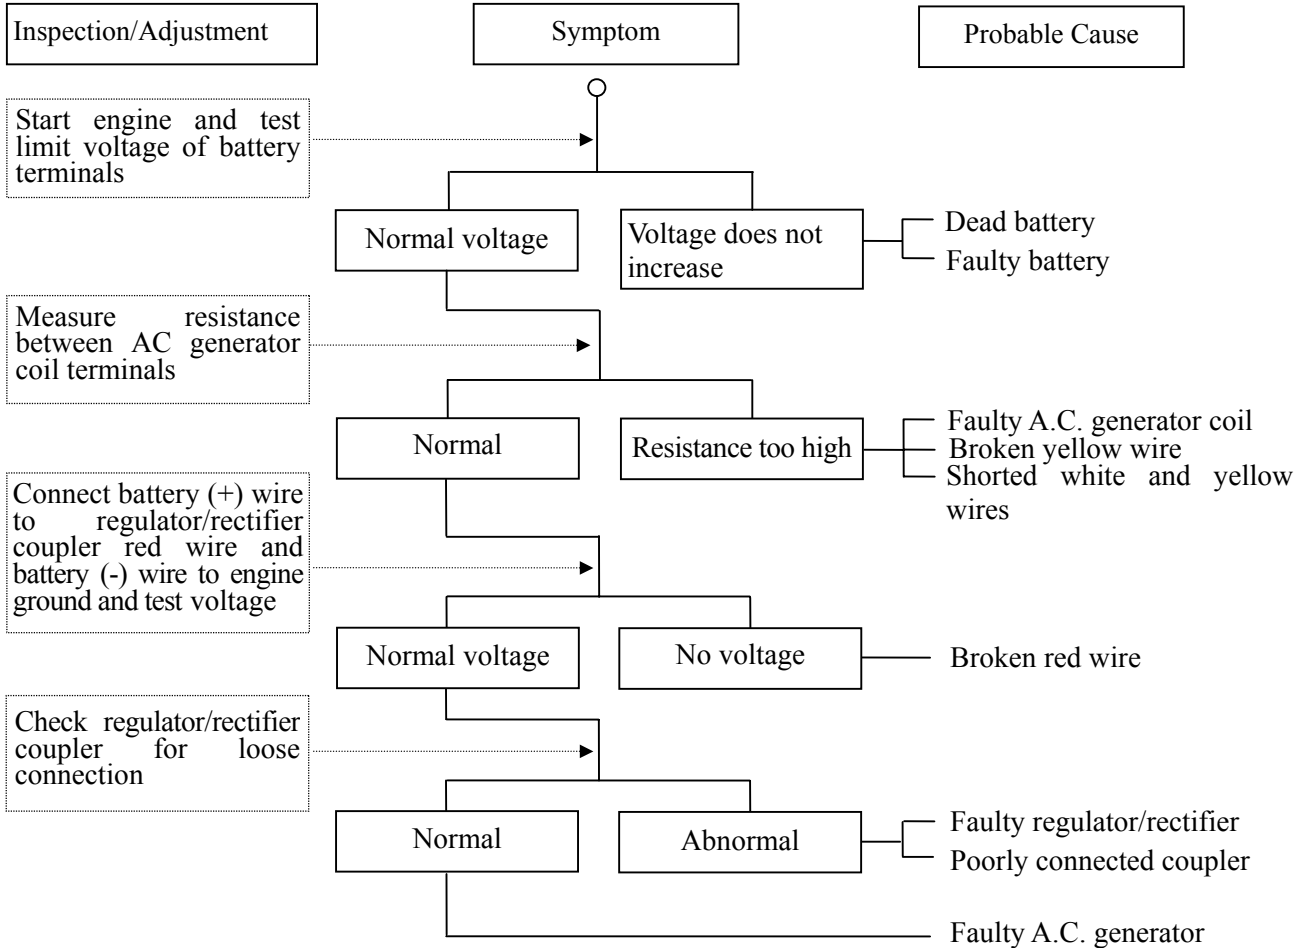 Inspection/Adjustment
Symptom
Probable Cause
Start engine and test
limit voltage of battery
terminals
Normal voltage
Voltage does not
increase
Dead battery
Faulty battery
Measure resistance
between AC generator
coil terminals
Normal
Resistance too high
Faulty A.C. generator coil
Broken yellow wire
Shorted white and yellow
wires
Connect battery (+) wire
to regulator/rectifier
coupler red wire and
battery (-) wire to engine
ground and test voltage
Normal voltage
No voltage
Broken red wire
Check regulator/rectifier
coupler for loose
connection
Normal
Abnormal
Faulty regulator/rectifier
Poorly connected coupler
Faulty A.C. generator